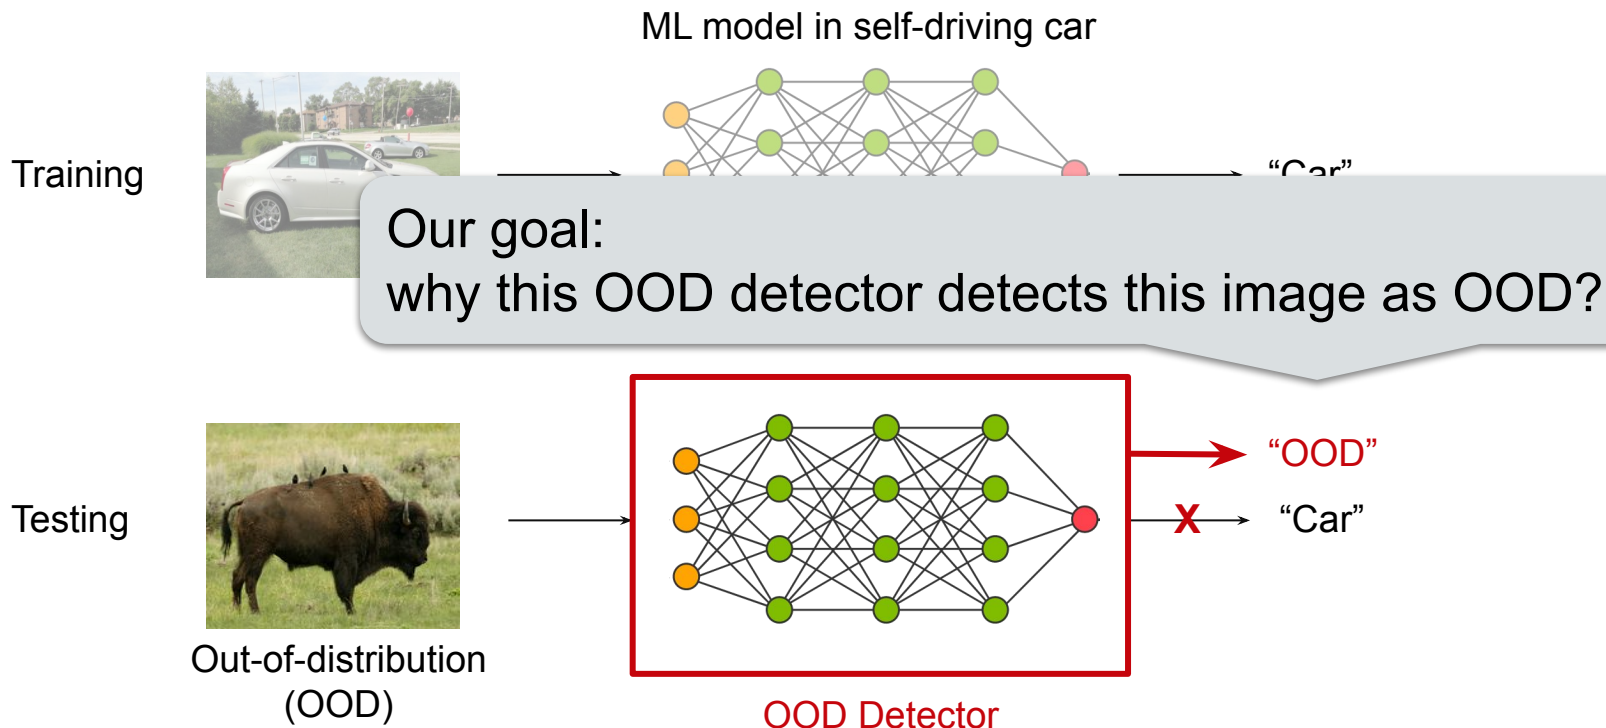 ML model in self-driving car
Training
“Car”
Our goal:
why this OOD detector detects this image as OOD?
“OOD”
Testing
X
“Car”
Out-of-distribution
(OOD)
OOD Detector